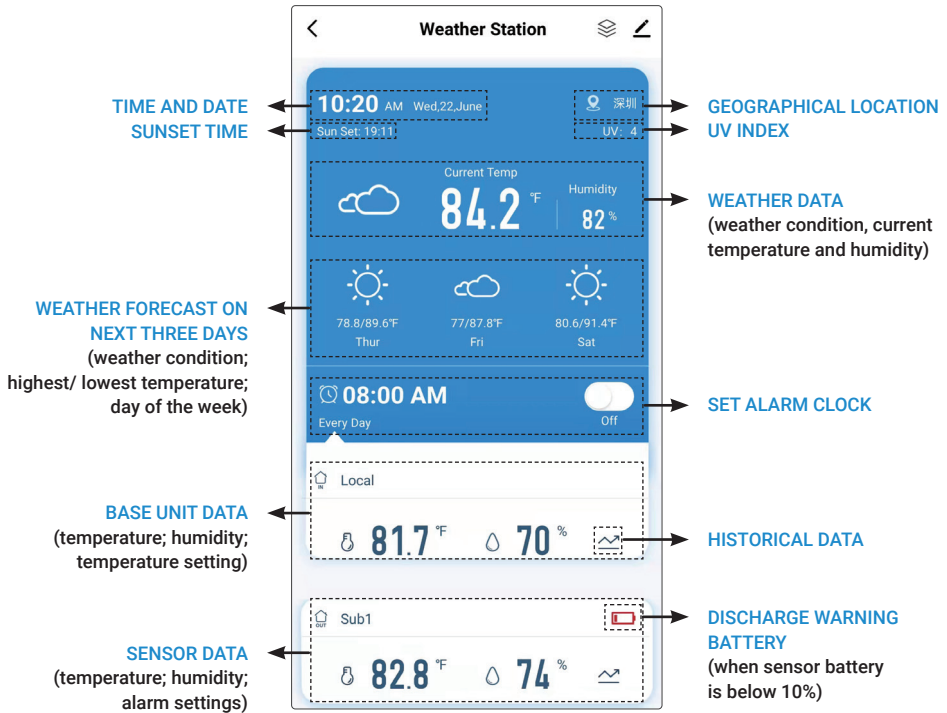 Weather Station
TIME AND DATE
SUNSET TIME
10:20 AM Wed,22,June
深圳
Sun Set: 19:11
UV: 4
GEOGRAPHICAL LOCATION
UV INDEX
Current Temp
84.2 °F
Humidity
82 %
WEATHER DATA
(weather condition, current
temperature and humidity)
WEATHER FORECAST ON
NEXT THREE DAYS
(weather condition;
highest/ lowest temperature;
day of the week)
78.8/89.6°F
77/87.8°F
80.6/91.4°F
Thur
Fri
Sat
08:00 AM
Every Day
Off
SET ALARM CLOCK
IN
Local
81.7 °F
70 %
BASE UNIT DATA
(temperature; humidity;
temperature setting)
HISTORICAL DATA
OUT
Sub1
82.8 °F
74 %
SENSOR DATA
(temperature; humidity;
alarm settings)
DISCHARGE WARNING
BATTERY
(when sensor battery
is below 10%)